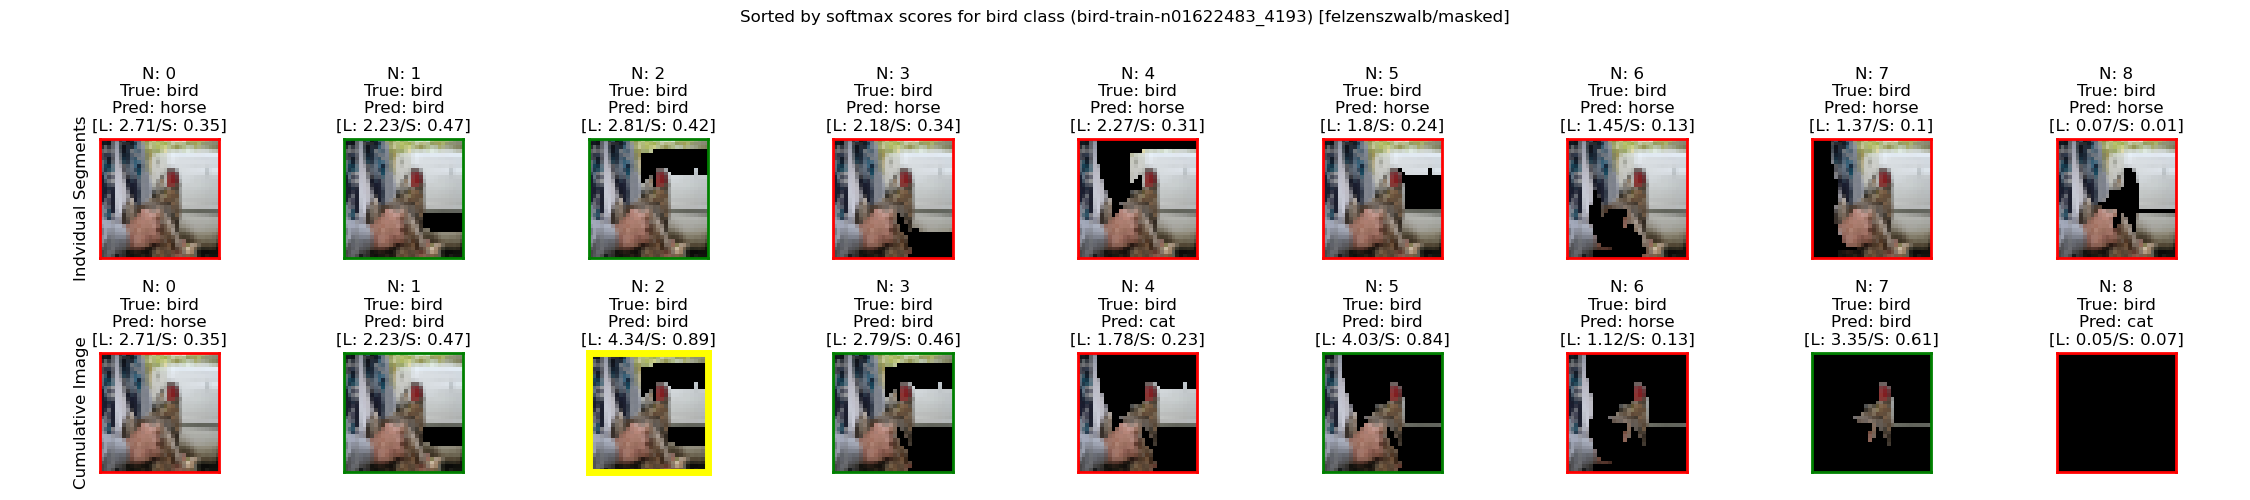 Sorted by softmax scores for bird class (bird-train-n01622483_4193) [felzenszwalb/masked]
Indvidual Segments
N: 0
True: bird
Pred: horse
[L: 2.71/S: 0.35]
N: 1
True: bird
Pred: bird
[L: 2.23/S: 0.47]
N: 2
True: bird
Pred: bird
[L: 2.81/S: 0.42]
N: 3
True: bird
Pred: horse
[L: 2.18/S: 0.34]
N: 4
True: bird
Pred: horse
[L: 2.27/S: 0.31]
N: 5
True: bird
Pred: horse
[L: 1.8/S: 0.24]
N: 6
True: bird
Pred: horse
[L: 1.45/S: 0.13]
N: 7
True: bird
Pred: horse
[L: 1.37/S: 0.1]
N: 8
True: bird
Pred: horse
[L: 0.07/S: 0.01]
Cumulative Image
N: 0
True: bird
Pred: horse
[L: 2.71/S: 0.35]
N: 1
True: bird
Pred: bird
[L: 2.23/S: 0.47]
N: 2
True: bird
Pred: bird
[L: 4.34/S: 0.89]
N: 3
True: bird
Pred: bird
[L: 2.79/S: 0.46]
N: 4
True: bird
Pred: cat
[L: 1.78/S: 0.23]
N: 5
True: bird
Pred: bird
[L: 4.03/S: 0.84]
N: 6
True: bird
Pred: horse
[L: 1.12/S: 0.13]
N: 7
True: bird
Pred: bird
[L: 3.35/S: 0.61]
N: 8
True: bird
Pred: cat
[L: 0.05/S: 0.07]